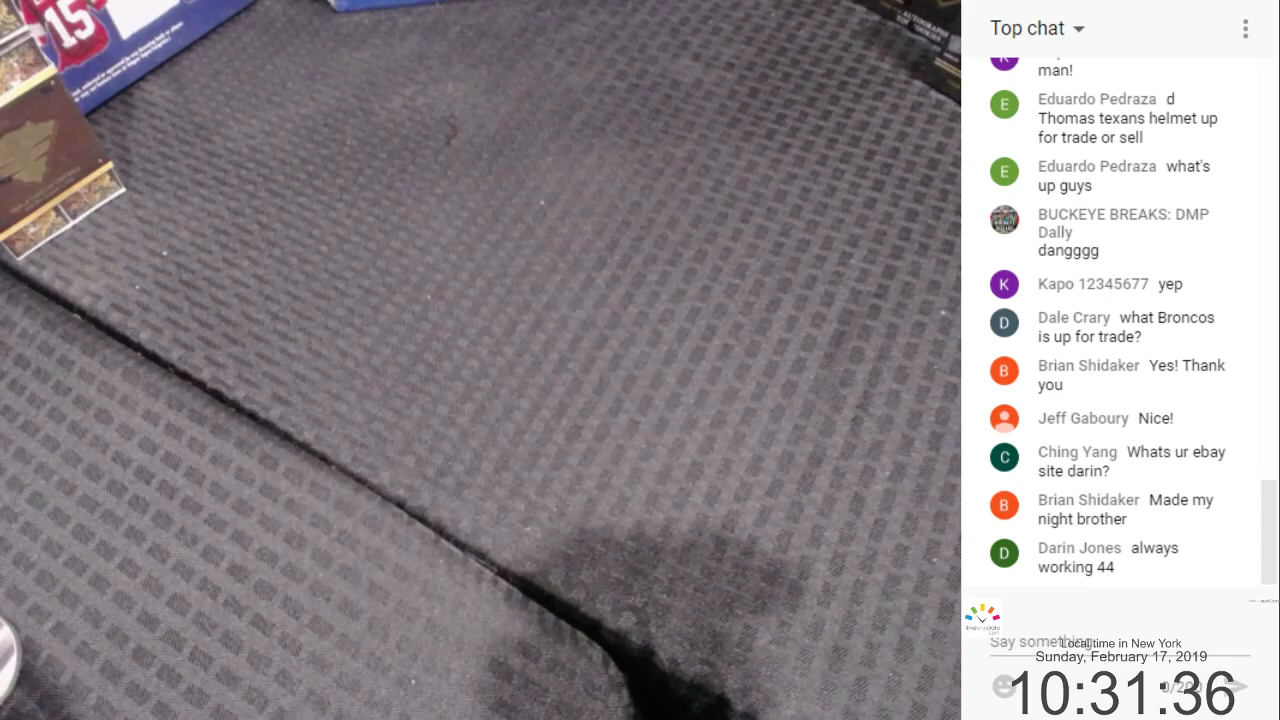 15
Top chat
man!
Eduardo Pedraza d
Thomas texans helmet up
for trade or sell
Eduardo Pedraza what's
up guys
BUCKEYE BREAKS: DMP
Dally
dangggg
K
Kapo 12345677 yep
D
Dale Crary what Broncos
is up for trade?
B
Brian Shidaker Yes! Thank
you
Jeff Gaboury Nice!
C
Ching Yang Whats ur ebay
site darin?
B
Brian Shidaker Made my
night brother
D
Darin Jones always
working 44
Say something...
Local time in New York
Sunday, February 17, 2019
10:31:36